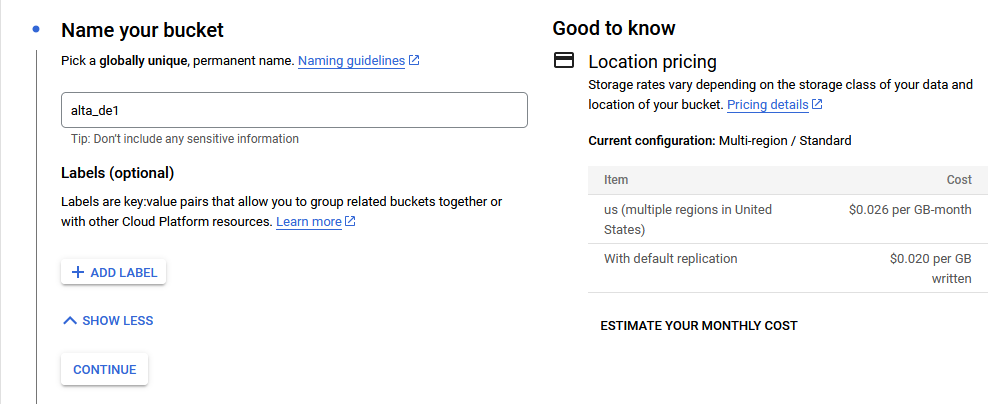 Name your bucket
Pick a globally unique, permanent name. Naming guidelines
alta_de1
Tip: Don't include any sensitive information
Labels (optional)
Labels are key:value pairs that allow you to group related buckets together or
with other Cloud Platform resources. Learn more
ADD LABEL
SHOW LESS
CONTINUE
Good to know
Location pricing
Storage rates vary depending on the storage class of your data and
location of your bucket. Pricing details
Current configuration: Multi-region / Standard
Item Cost
us (multiple regions in United $0.026 per GB-month
States)
With default replication $0.020 per GB
written
ESTIMATE YOUR MONTHLY COST